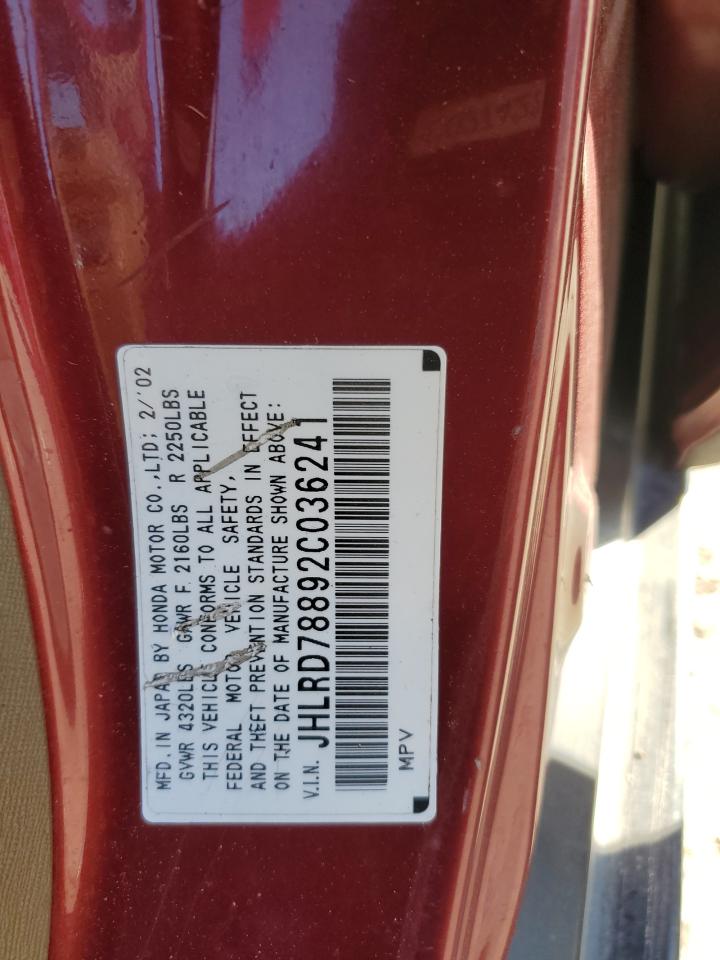 MFD. IN JAPAN BY HONDA MOTOR CO.,LTD; 2/'02
GVWR 4320LBS GAWR F. 2160LBS R 2250LBS
THIS VEHICLE CONFORMS TO ALL APPLICABLE
FEDERAL MOTOR VEHICLE SAFETY,
AND THEFT PREVENTION STANDARDS IN EFFECT
ON THE DATE OF MANUFACTURE SHOWN ABOVE:
V.I.N. JHLRD78892C036241
MPV